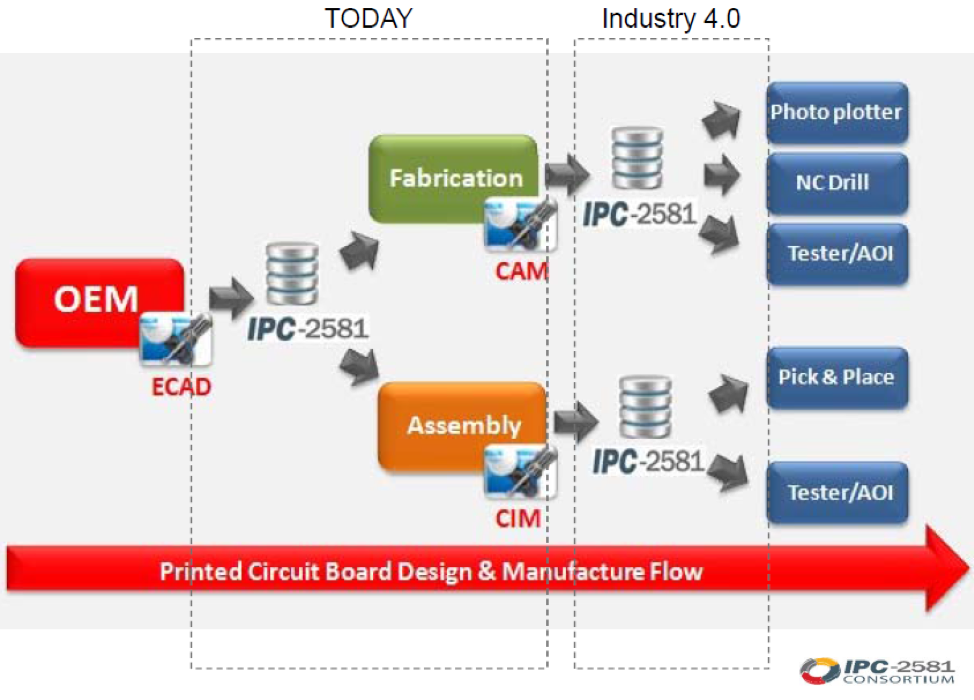 TODAY
Industry 4.0
Photo plotter
Fabrication
NC Drill
IPC-2581
Tester/AOI
CAM
OEM
IPC-2581
ECAD
Pick & Place
Assembly
IPC-2581
Tester/AOI
CIM
Printed Circuit Board Design & Manufacture Flow
IPC-2581
CONSORTIUM